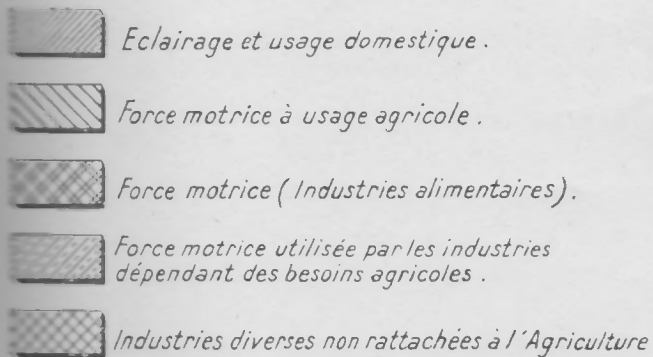 Eclairage et usage domestique.
Force motrice à usage agricole.
Force motrice (Industries alimentaires).
Force motrice utilisée par les industries
dépendant des besoins agricoles.
Industries diverses non rattachées à l'Agriculture